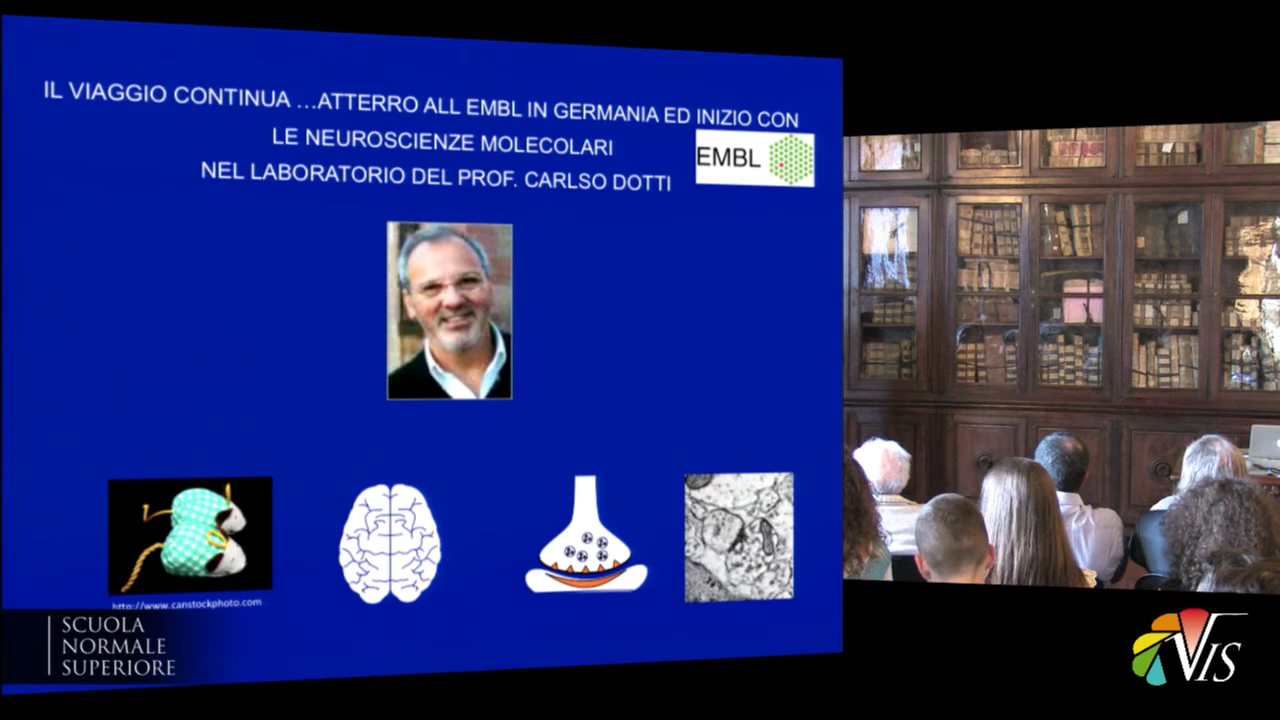 IL VIAGGIO CONTINUA ...ATTERRO ALL EMBL IN GERMANIA ED INIZIO CON
LE NEUROSCIENZE MOLECOLARI
NEL LABORATORIO DEL PROF. CARLSO DOTTI
EMBL
http://www.canstockphoto.com
SCUOLA
NORMALE
SUPERIORE
VIS